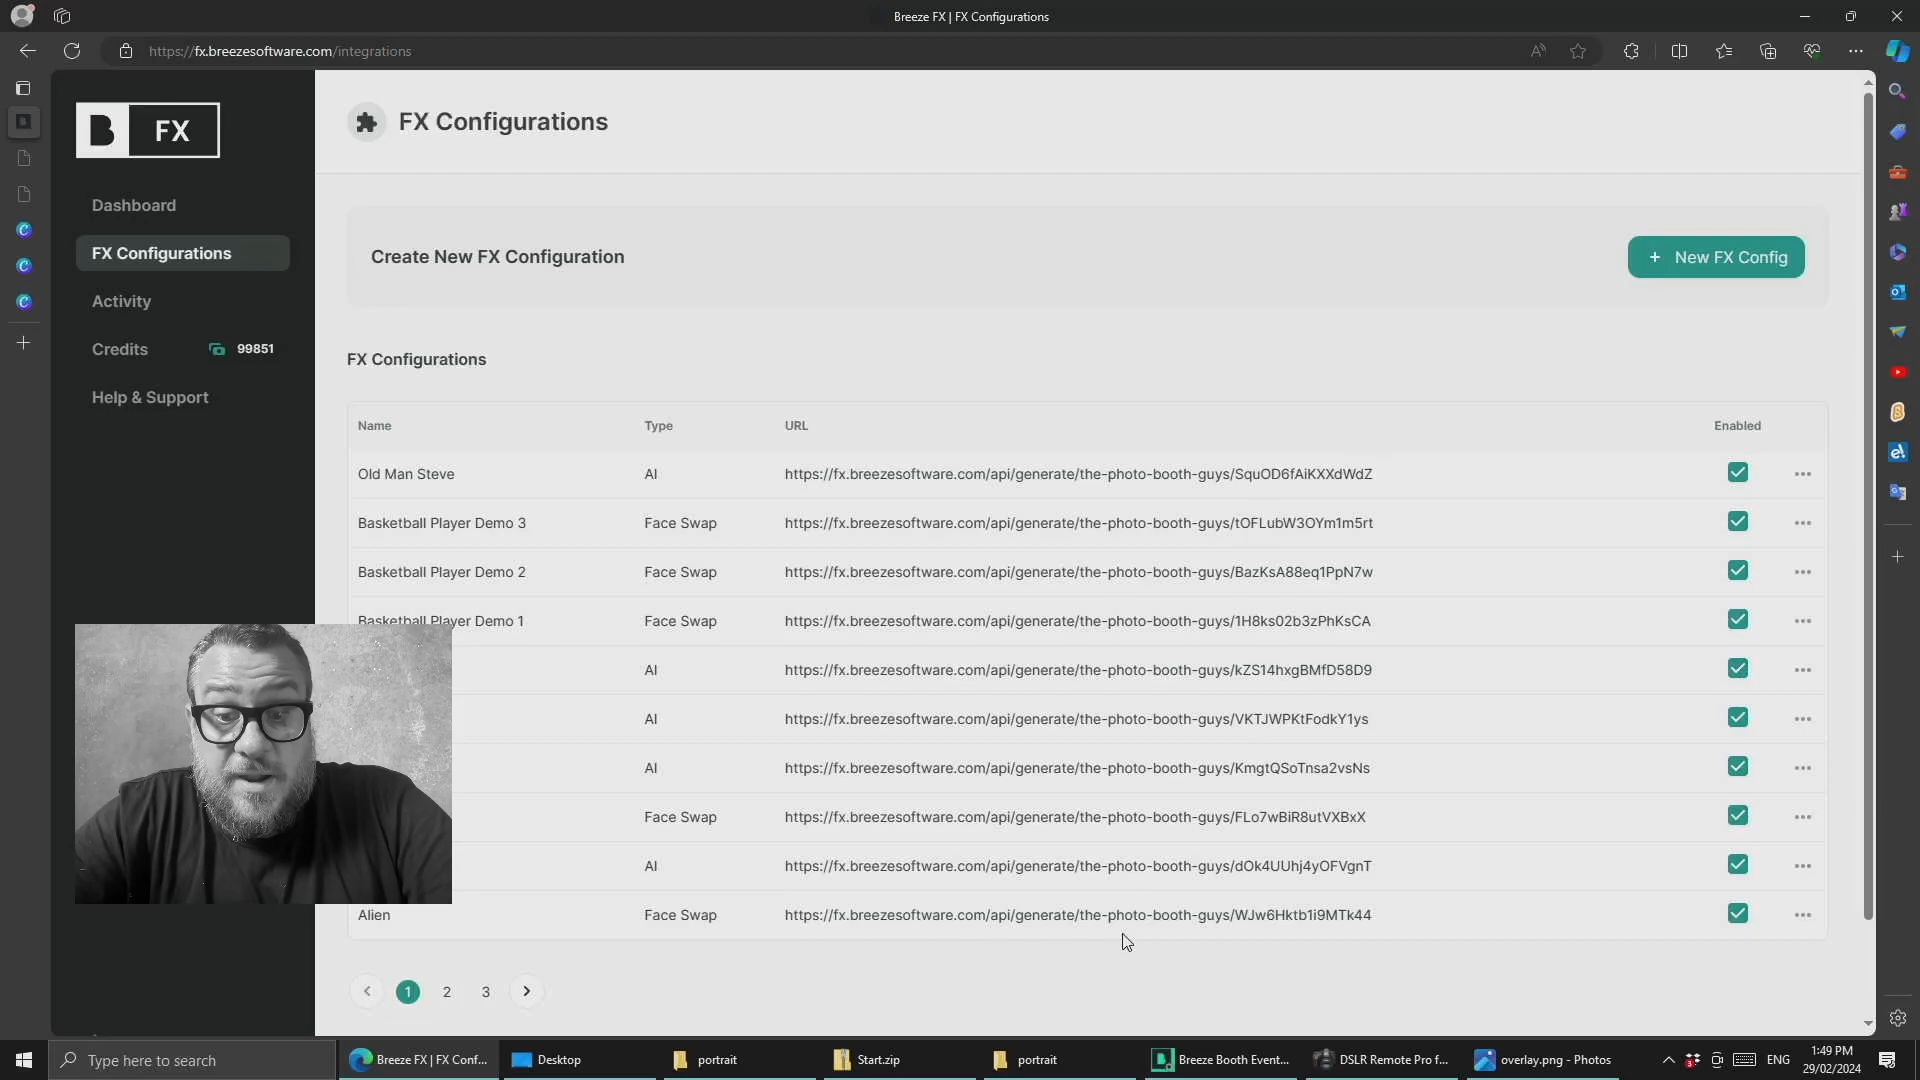 Breeze FX | FX Configurations
https://fx.breezesoftware.com/integrations
B FX
FX Configurations
Dashboard
FX Configurations
Activity
Credits 99851
Help & Support
Create New FX Configuration
+ New FX Config
FX Configurations
Name Type URL Enabled
Old Man Steve AI https://fx.breezesoftware.com/api/generate/the-photo-booth-guys/SquOD6fAiKXXdWdZ
Basketball Player Demo 3 Face Swap https://fx.breezesoftware.com/api/generate/the-photo-booth-guys/tOFLubW3OYm1m5rt
Basketball Player Demo 2 Face Swap https://fx.breezesoftware.com/api/generate/the-photo-booth-guys/BazKsA88eq1PpN7w
Basketball Player Demo 1 Face Swap https://fx.breezesoftware.com/api/generate/the-photo-booth-guys/1H8ks02b3zPhKsCA
AI https://fx.breezesoftware.com/api/generate/the-photo-booth-guys/kZS14hxgBMfD58D9
AI https://fx.breezesoftware.com/api/generate/the-photo-booth-guys/VKTJWPKtFodkY1ys
AI https://fx.breezesoftware.com/api/generate/the-photo-booth-guys/KmgtQSoTnsa2vsNs
Face Swap https://fx.breezesoftware.com/api/generate/the-photo-booth-guys/FLo7wBiR8utVXBxX
AI https://fx.breezesoftware.com/api/generate/the-photo-booth-guys/dOk4UUhj4yOFVgnT
Alien Face Swap https://fx.breezesoftware.com/api/generate/the-photo-booth-guys/WJw6Hktb1i9MTk44
1 2 3
Type here to search
Breeze FX | FX Conf...
Desktop
portrait
Start.zip
portrait
Breeze Booth Event...
DSLR Remote Pro f...
overlay.png - Photos
ENG
1:49 PM
29/02/2024